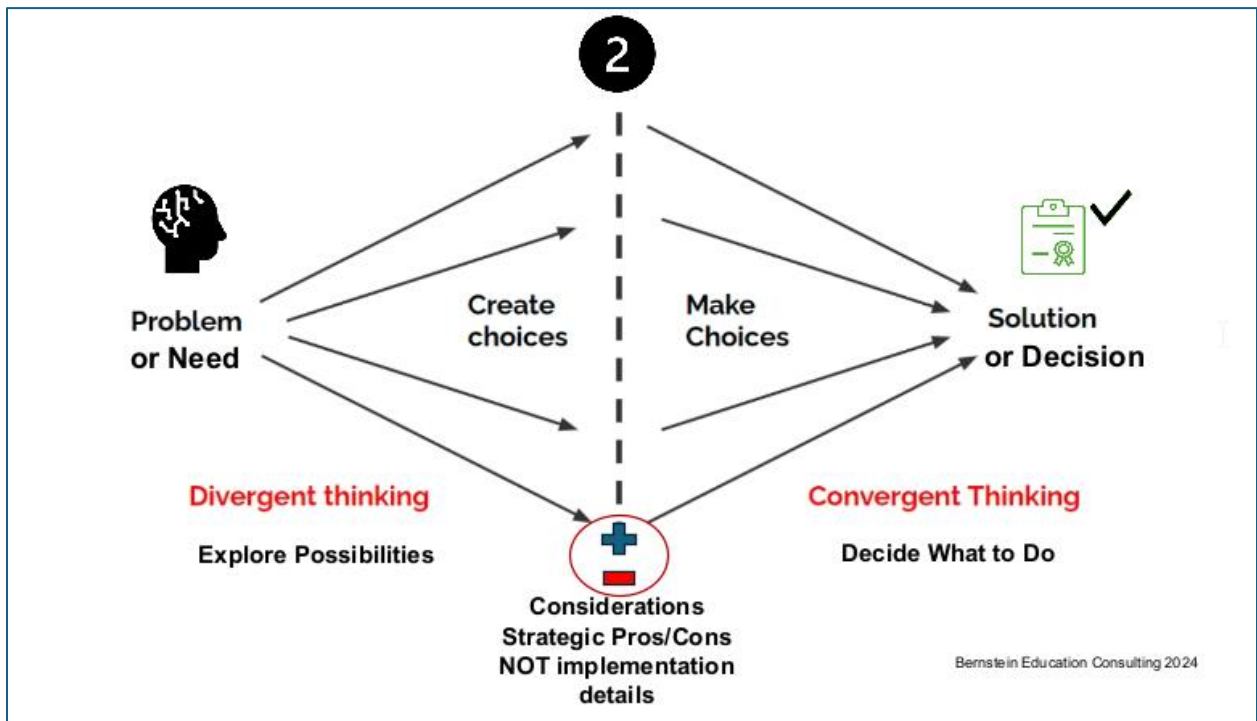 2
Problem
or Need
Create
choices
Make
Choices
Solution
or Decision
Divergent thinking
Explore Possibilities
Convergent Thinking
Decide What to Do
Considerations
Strategic Pros/Cons
NOT implementation
details
Bernstein Education Consulting 2024